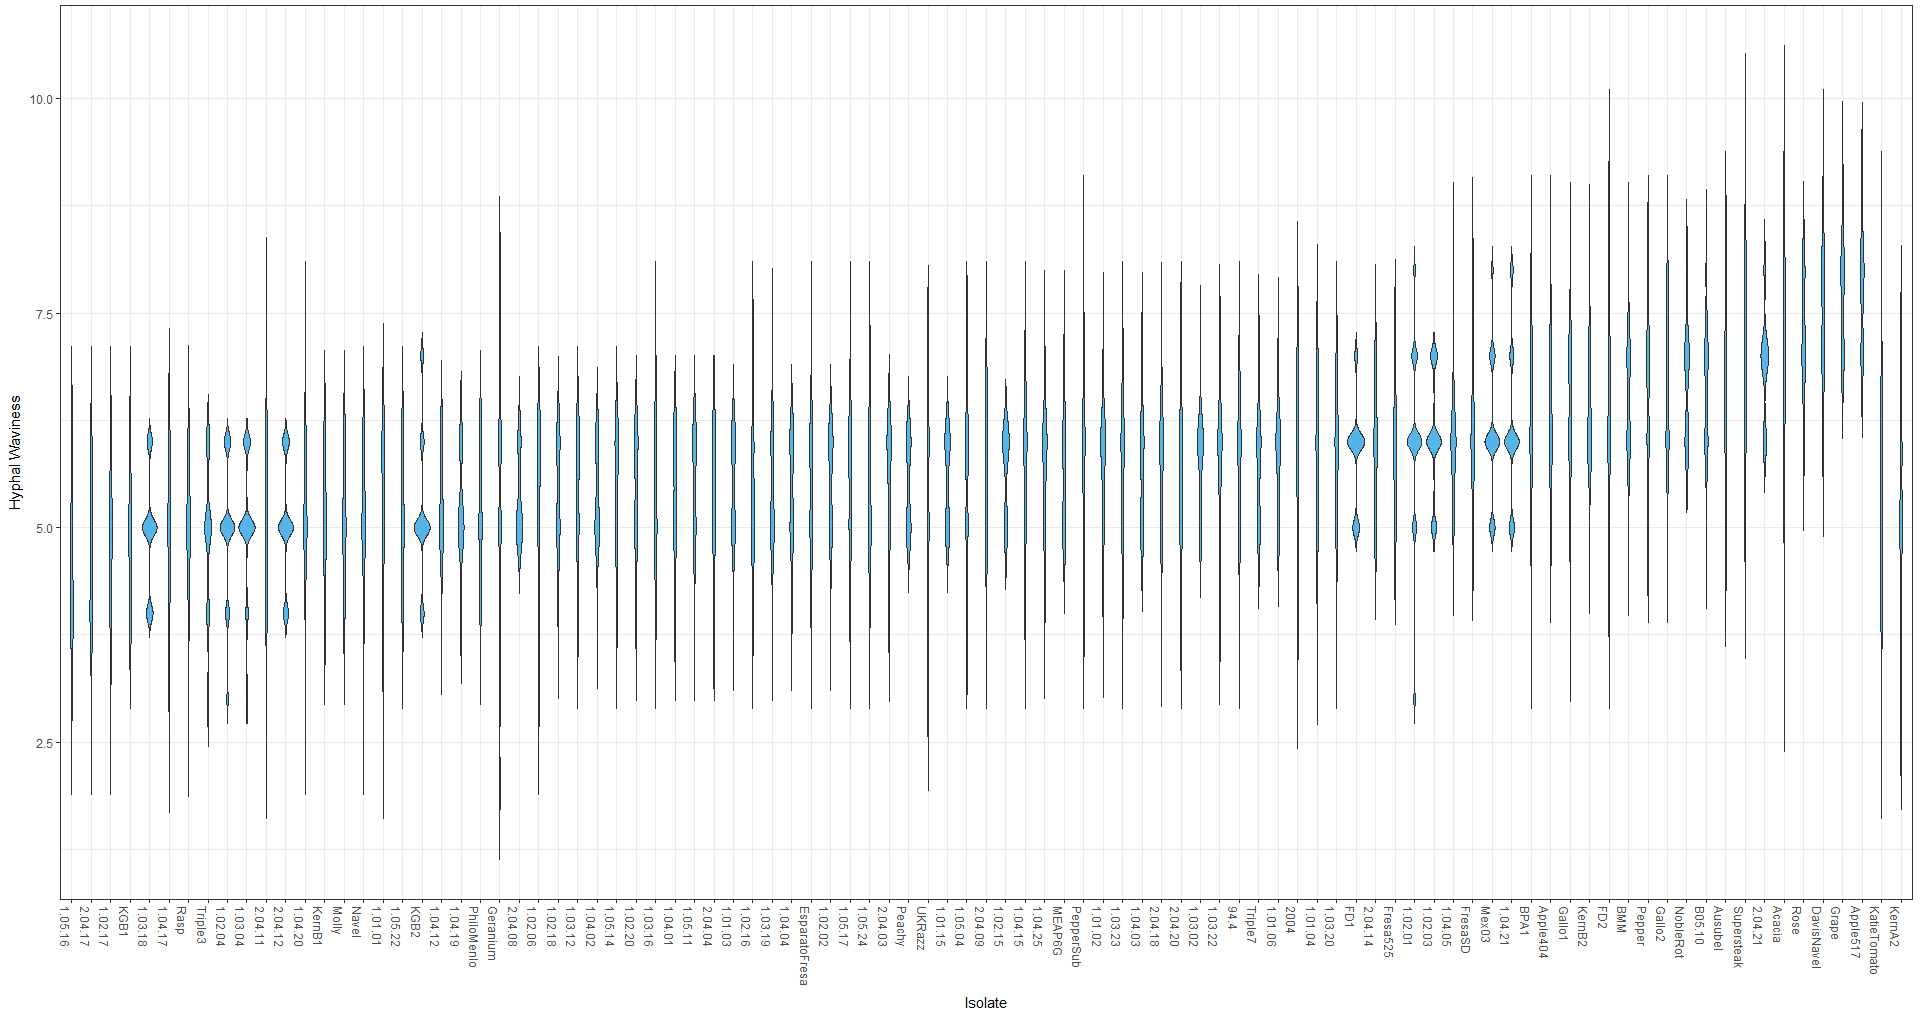 Hyphal Waviness
10.0
7.5
5.0
2.5
1.05.16
2.04.17
1.02.17
KGB1
1.03.18
1.04.17
Rasp
Triple3
1.02.04
1.03.04
2.04.11
2.04.12
1.04.20
KernB1
Molly
Navel
1.01.01
1.05.22
KGB2
1.04.12
1.04.19
PhiloMenlo
Geranium
2.04.08
1.02.06
1.02.18
1.03.12
1.04.02
1.05.14
1.02.20
1.03.16
1.05.11
2.04.04
1.01.03
1.02.16
1.03.19
1.04.04
EsparatoFresa
1.02.02
1.05.17
1.05.24
2.04.03
Peachy
UKRazz
1.01.15
1.05.04
2.04.09
1.02.15
1.04.15
1.04.25
MEAP6G
PepperSub
1.01.02
1.03.23
1.04.03
2.04.18
2.04.20
1.03.02
1.03.22
94.4
Triple7
1.01.06
2004
1.01.04
1.03.20
FD1
2.04.14
Fresa525
1.02.01
1.02.03
1.04.05
FresaSD
Mex03
1.04.21
BPA1
Apple404
Gallo1
KernB2
FD2
BMM
Pepper
Gallo2
NobleRot
B05.10
Ausubel
Supersteak
2.04.21
Acacia
Rose
DavisNavel
Grape
Apple517
KatieTomato
KernA2
Isolate